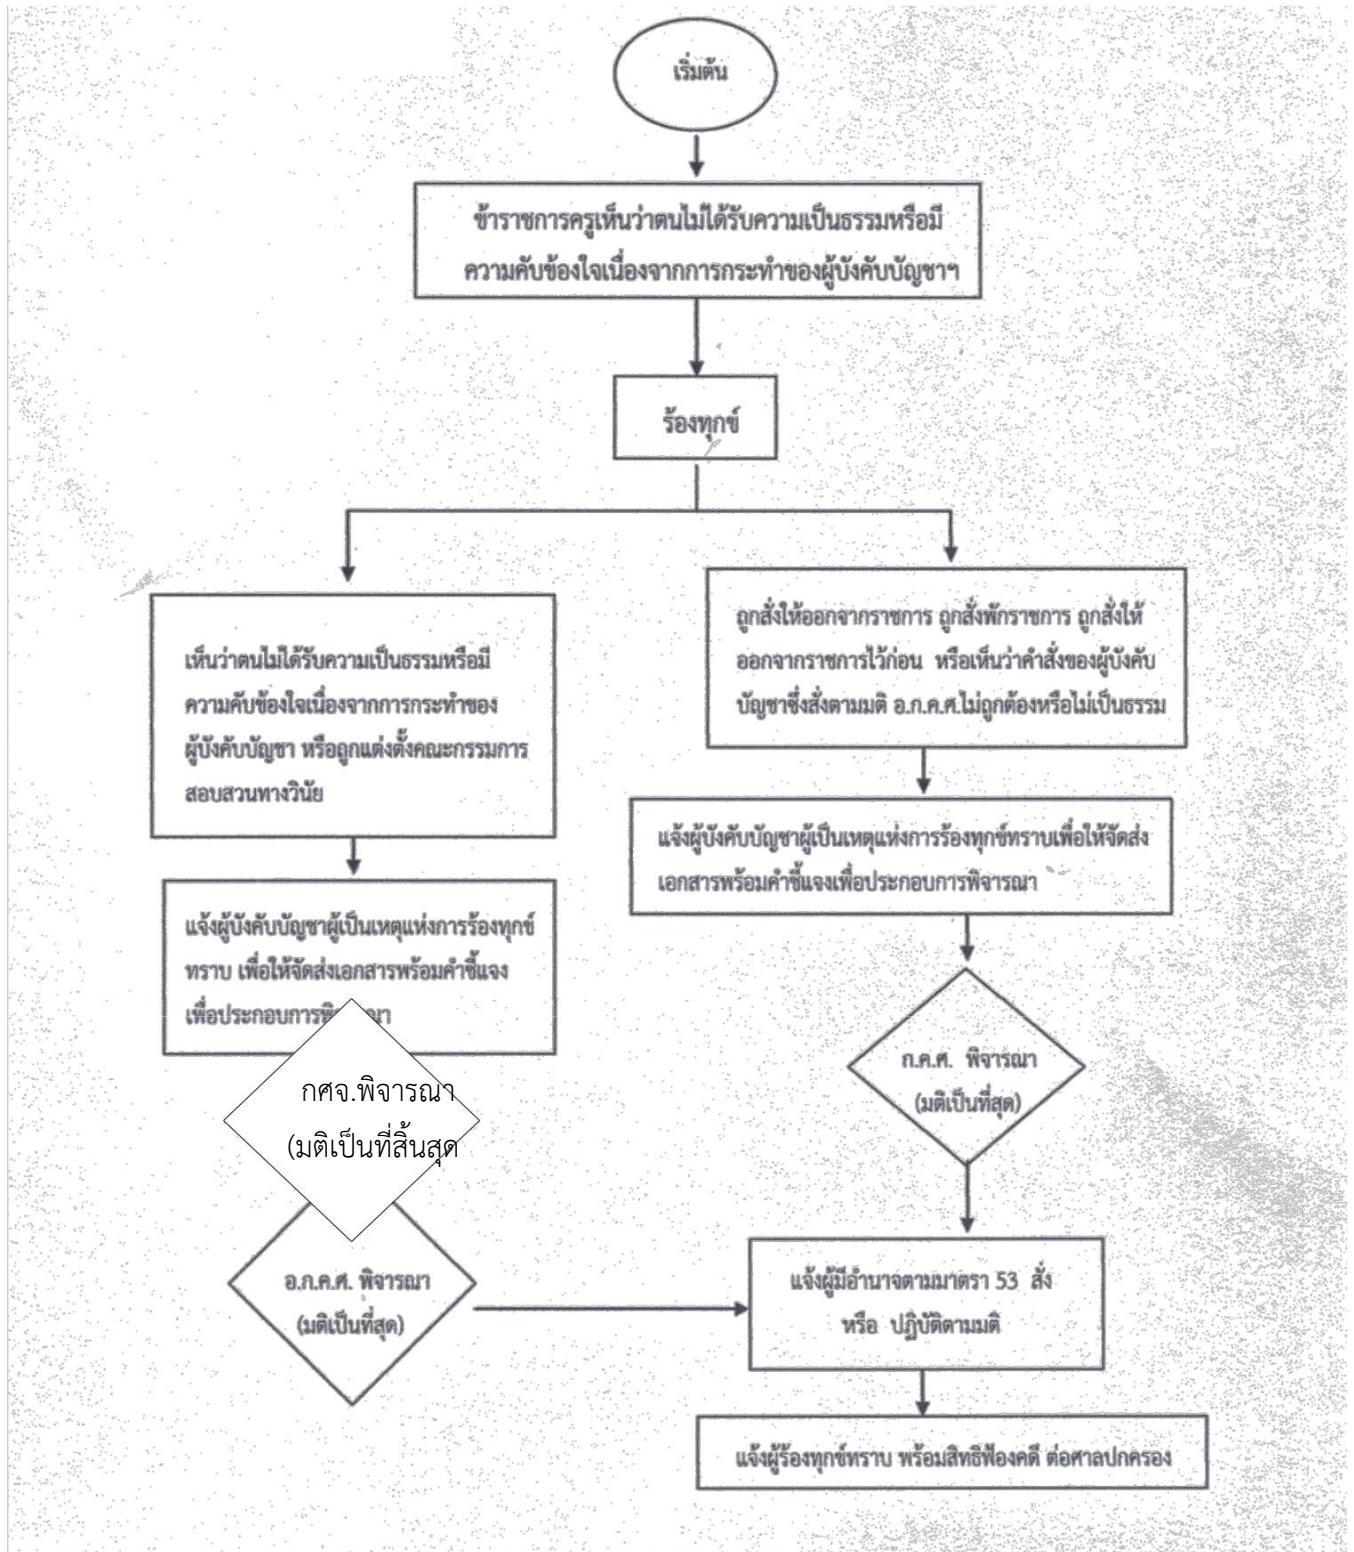 เริ่มต้น
ข้าราชการครูเห็นว่าตนไม่ได้รับความเป็นธรรมหรือมี
ความคับข้องใจเนื่องจากการกระทำของผู้บังคับบัญชาฯ
ร้องทุกข์
เห็นว่าตนไม่ได้รับความเป็นธรรมหรือมี
ความคับข้องใจเนื่องจากการกระทำของ
ผู้บังคับบัญชา หรือถูกแต่งตั้งคณะกรรมการ
สอบสวนทางวินัย
แจ้งผู้บังคับบัญชาผู้เป็นเหตุแห่งการร้องทุกข์
ทราบ เพื่อให้จัดส่งเอกสารพร้อมคำชี้แจง
เพื่อประกอบการ
กศจ.พิจารณา
(มติเป็นที่สิ้นสุด
อ.ก.ค.ศ. พิจารณา
(มติเป็นที่สุด)
ถูกสั่งให้ออกจากราชการ ถูกสั่งพักราชการ ถูกสั่งให้
ออกจากราชการไว้ก่อน หรือเห็นว่าคำสั่งของผู้บังคับ
บัญชาซึ่งสั่งตามมติ อ.ก.ค.ศ.ไม่ถูกต้องหรือไม่เป็นธรรม
แจ้งผู้บังคับบัญชาผู้เป็นเหตุแห่งการร้องทุกข์ทราบเพื่อให้จัดส่ง
เอกสารพร้อมคำชี้แจงเพื่อประกอบการพิจารณา
ก.ค.ศ. พิจารณา
(มติเป็นที่สุด)
แจ้งผู้มีอำนาจตามมาตรา 53 สั่ง
หรือ ปฏิบัติตามมติ
แจ้งผู้ร้องทุกข์ทราบ พร้อมสิทธิฟ้องคดี ต่อศาลปกครอง